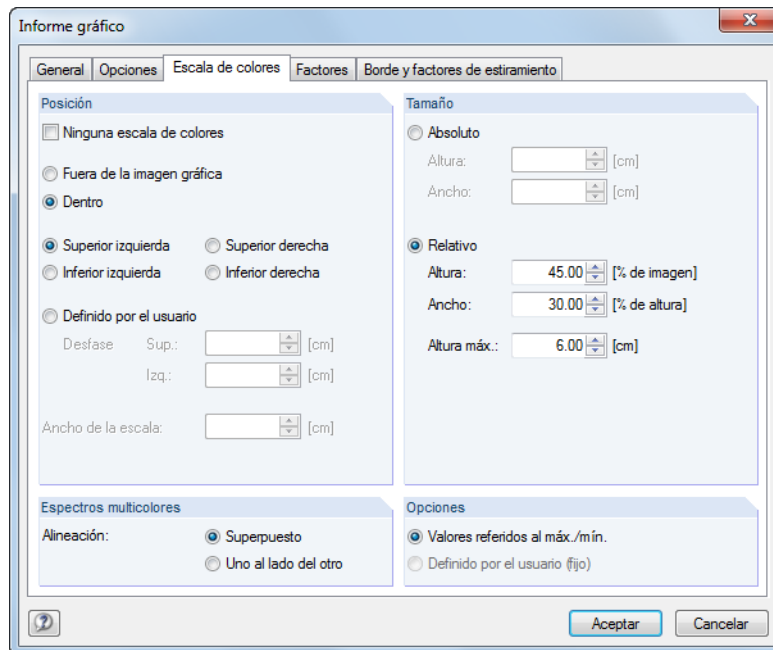 Informe gráfico
General Opciones Escala de colores Factores Borde y factores de estiramiento
Posición
Ninguna escala de colores
Fuera de la imagen gráfica
Dentro
Superior izquierda Superior derecha
Inferior izquierda Inferior derecha
Definido por el usuario
Desfase Sup.: [cm]
Izq.: [cm]
Ancho de la escala: [cm]
Tamaño
Absoluto
Altura: [cm]
Ancho: [cm]
Relativo
Altura: 45.00 [% de imagen]
Ancho: 30.00 [% de altura]
Altura máx.: 6.00 [cm]
Espectros multicolores
Alineación: Superpuesto
Uno al lado del otro
Opciones
Valores referidos al máx./mín.
Definido por el usuario (fijo)
Aceptar Cancelar